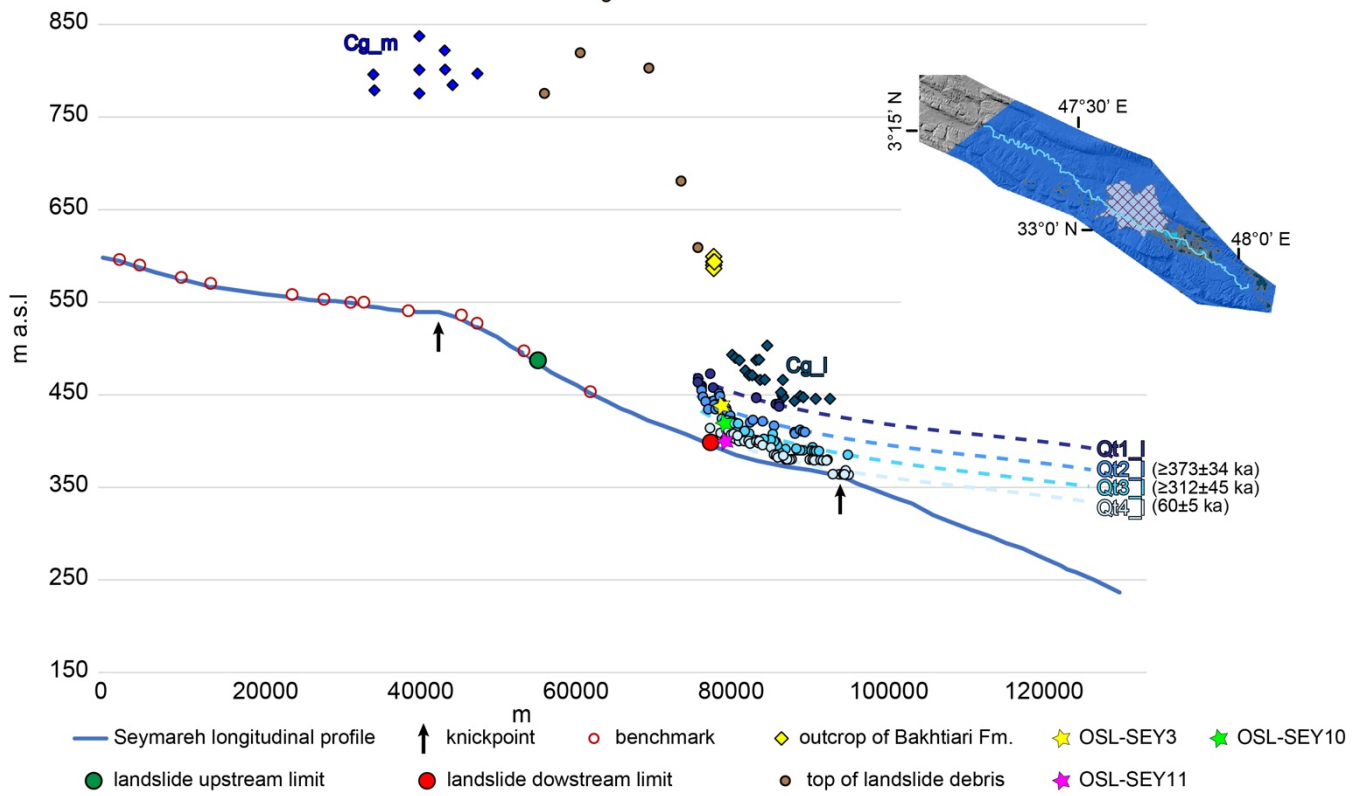 850
Cg_m
750
650
550
450
350
250
150
m a.s.l
0
20000
40000
60000
80000
100000
120000
m
3°15' N
47°30' E
33°0' N
48°0' E
Cg_l
Qt1_l
Qt2_l (≥373±34 ka)
Qt3_l (≥312±45 ka)
Qt4_l (60±5 ka)
Seymareh longitudinal profile
knickpoint
benchmark
outcrop of Bakhtiari Fm.
OSL-SEY3
OSL-SEY10
landslide upstream limit
landslide dowstream limit
top of landslide debris
OSL-SEY11